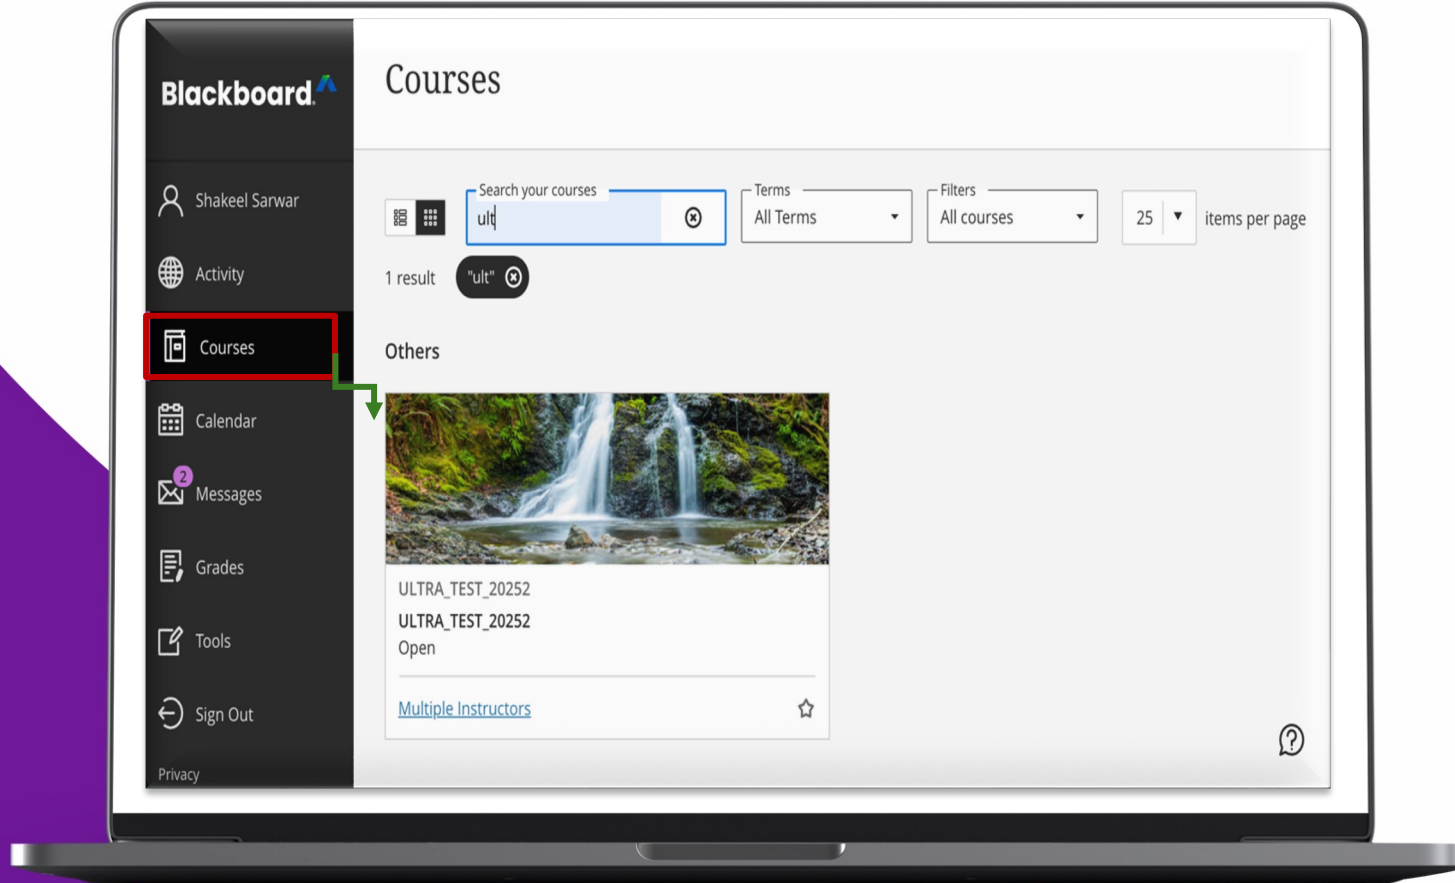 Blackboard
Shakeel Sarwar
Activity
Courses
Calendar
2
Messages
Grades
Tools
Sign Out
Privacy
Courses
Search your courses
ult
Terms
All Terms
Filters
All courses
25
items per page
1 result
"ult"
Others
ULTRA_TEST_20252
ULTRA_TEST_20252
Open
Multiple Instructors